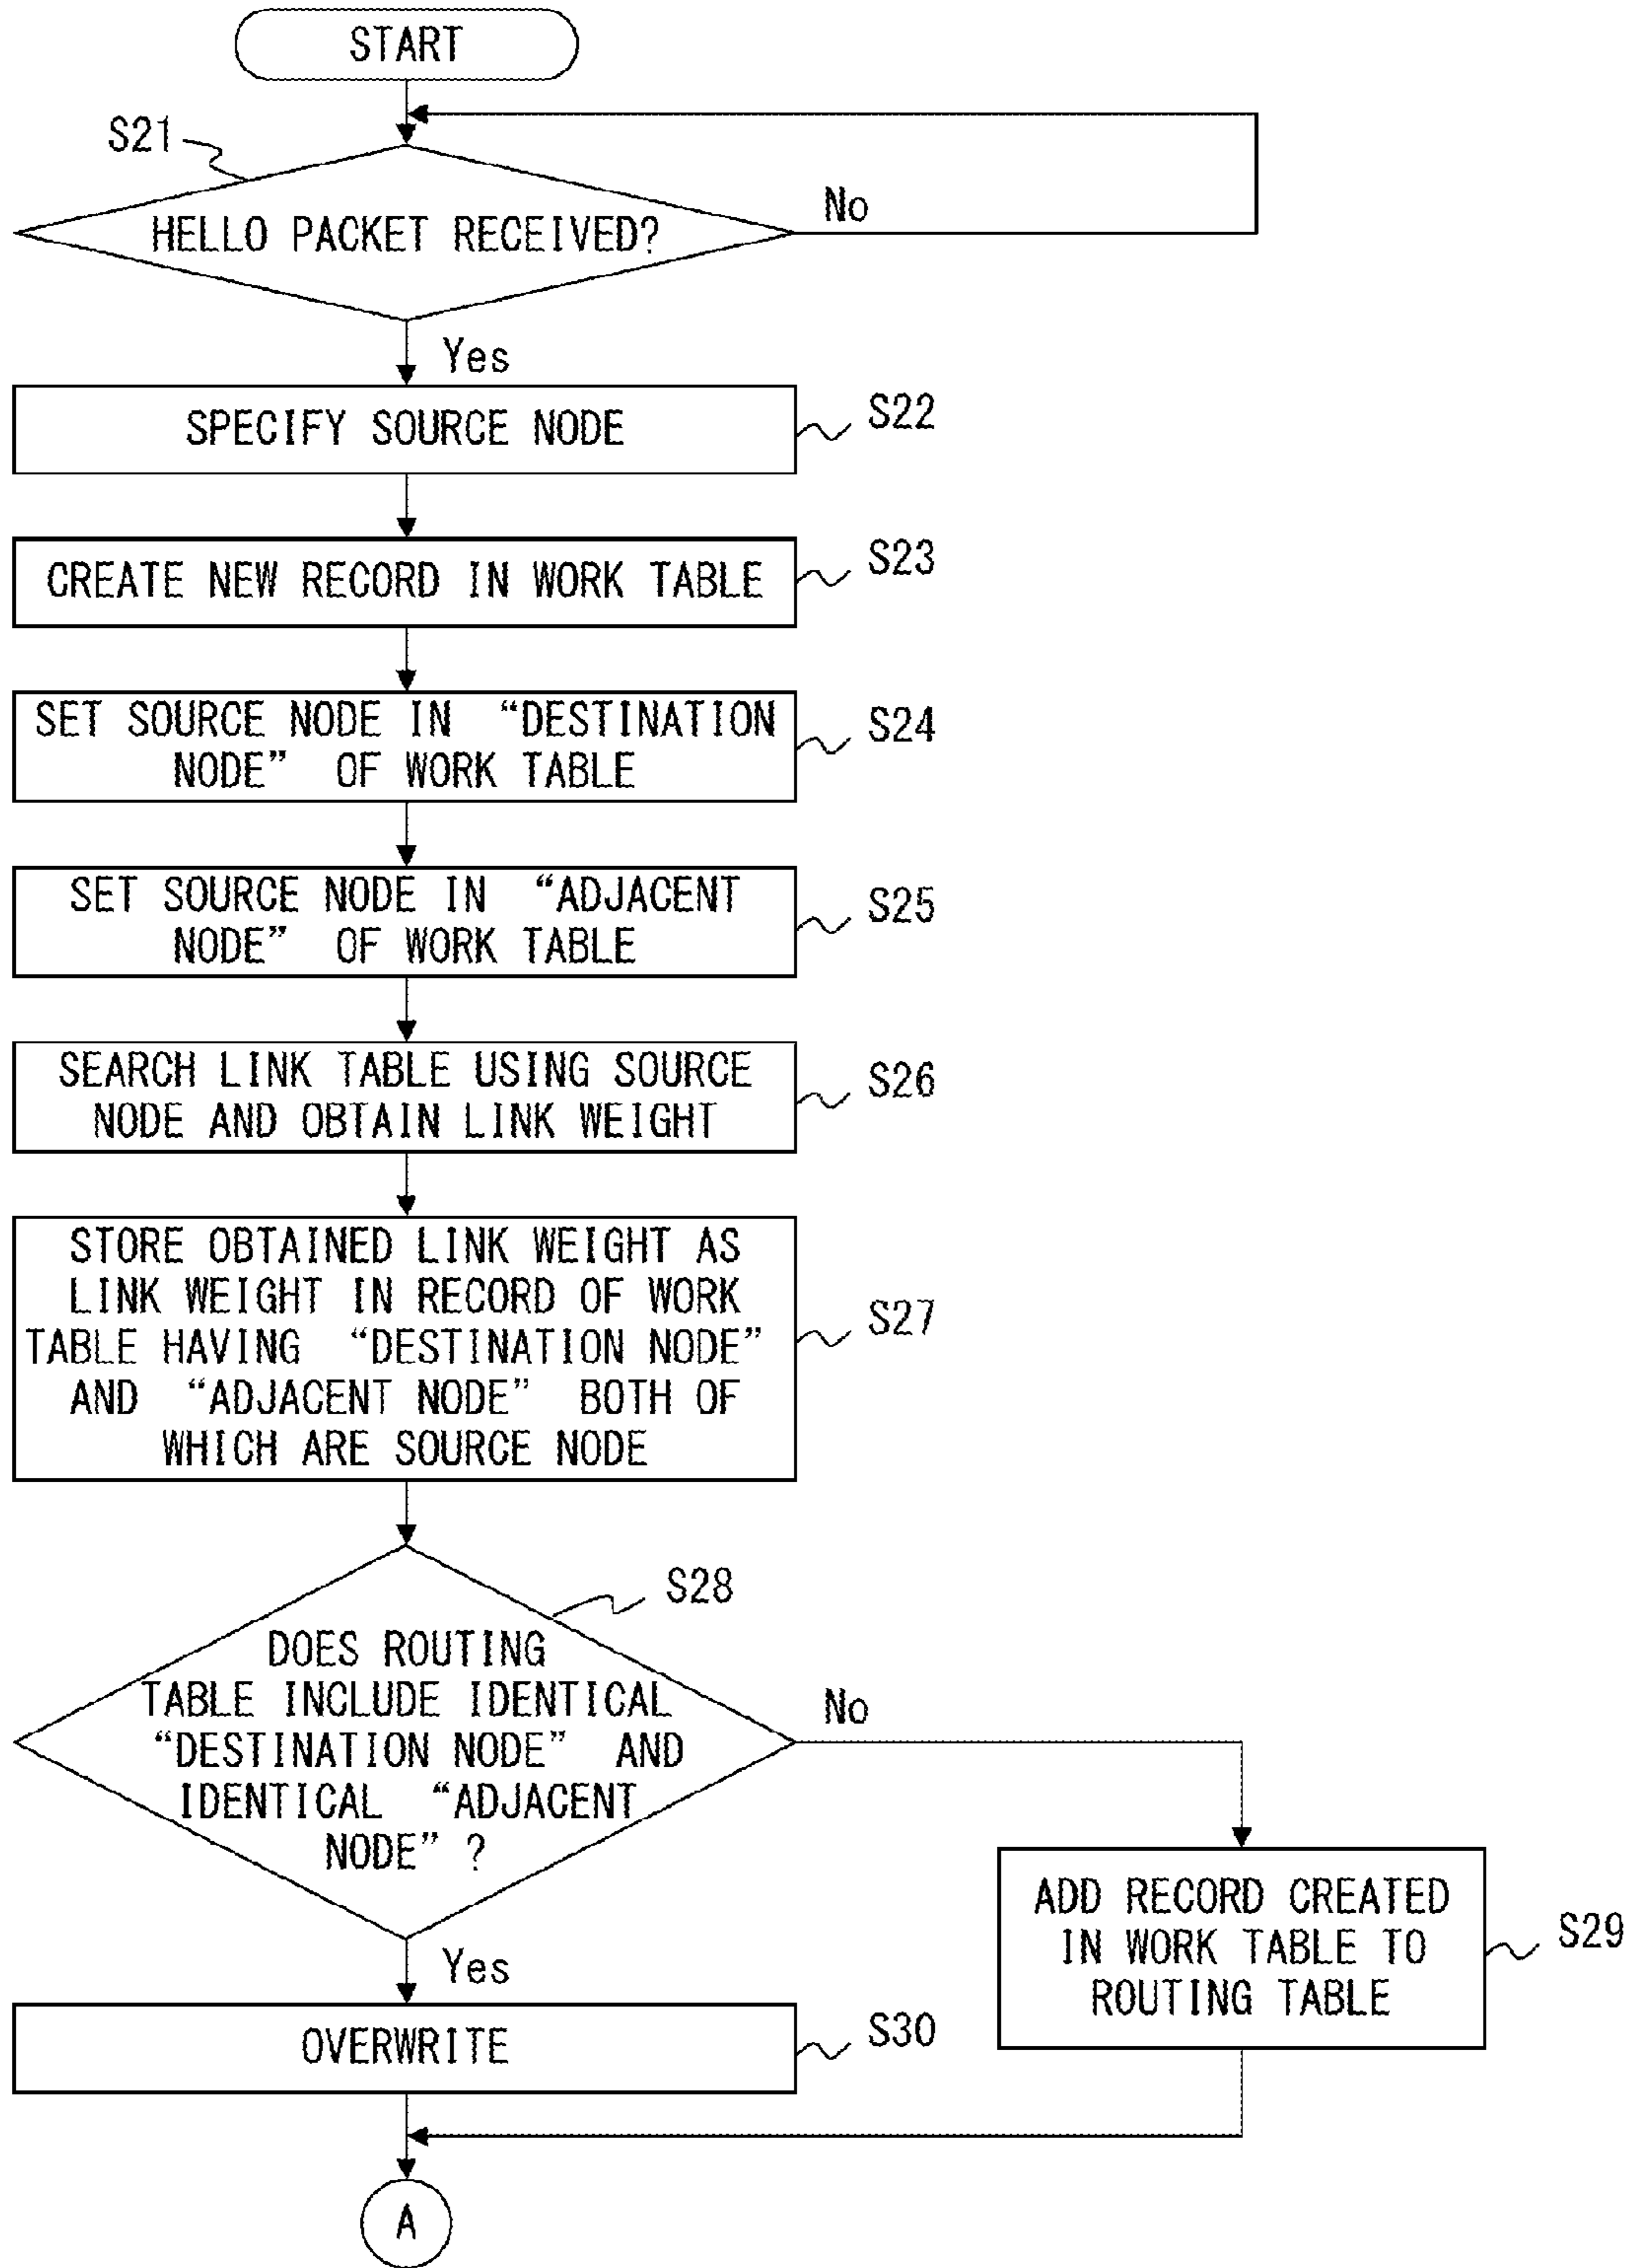 START
S21
HELLO PACKET RECEIVED?
No
Yes
SPECIFY SOURCE NODE
S22
CREATE NEW RECORD IN WORK TABLE
S23
SET SOURCE NODE IN “DESTINATION
NODE” OF WORK TABLE
S24
SET SOURCE NODE IN “ADJACENT
NODE” OF WORK TABLE
S25
SEARCH LINK TABLE USING SOURCE
NODE AND OBTAIN LINK WEIGHT
S26
STORE OBTAINED LINK WEIGHT AS
LINK WEIGHT IN RECORD OF WORK
TABLE HAVING “DESTINATION NODE”
AND “ADJACENT NODE” BOTH OF
WHICH ARE SOURCE NODE
S27
S28
DOES ROUTING
TABLE INCLUDE IDENTICAL
“DESTINATION NODE” AND
IDENTICAL “ADJACENT
NODE”?
No
ADD RECORD CREATED
IN WORK TABLE TO
ROUTING TABLE
S29
Yes
OVERWRITE
S30
A